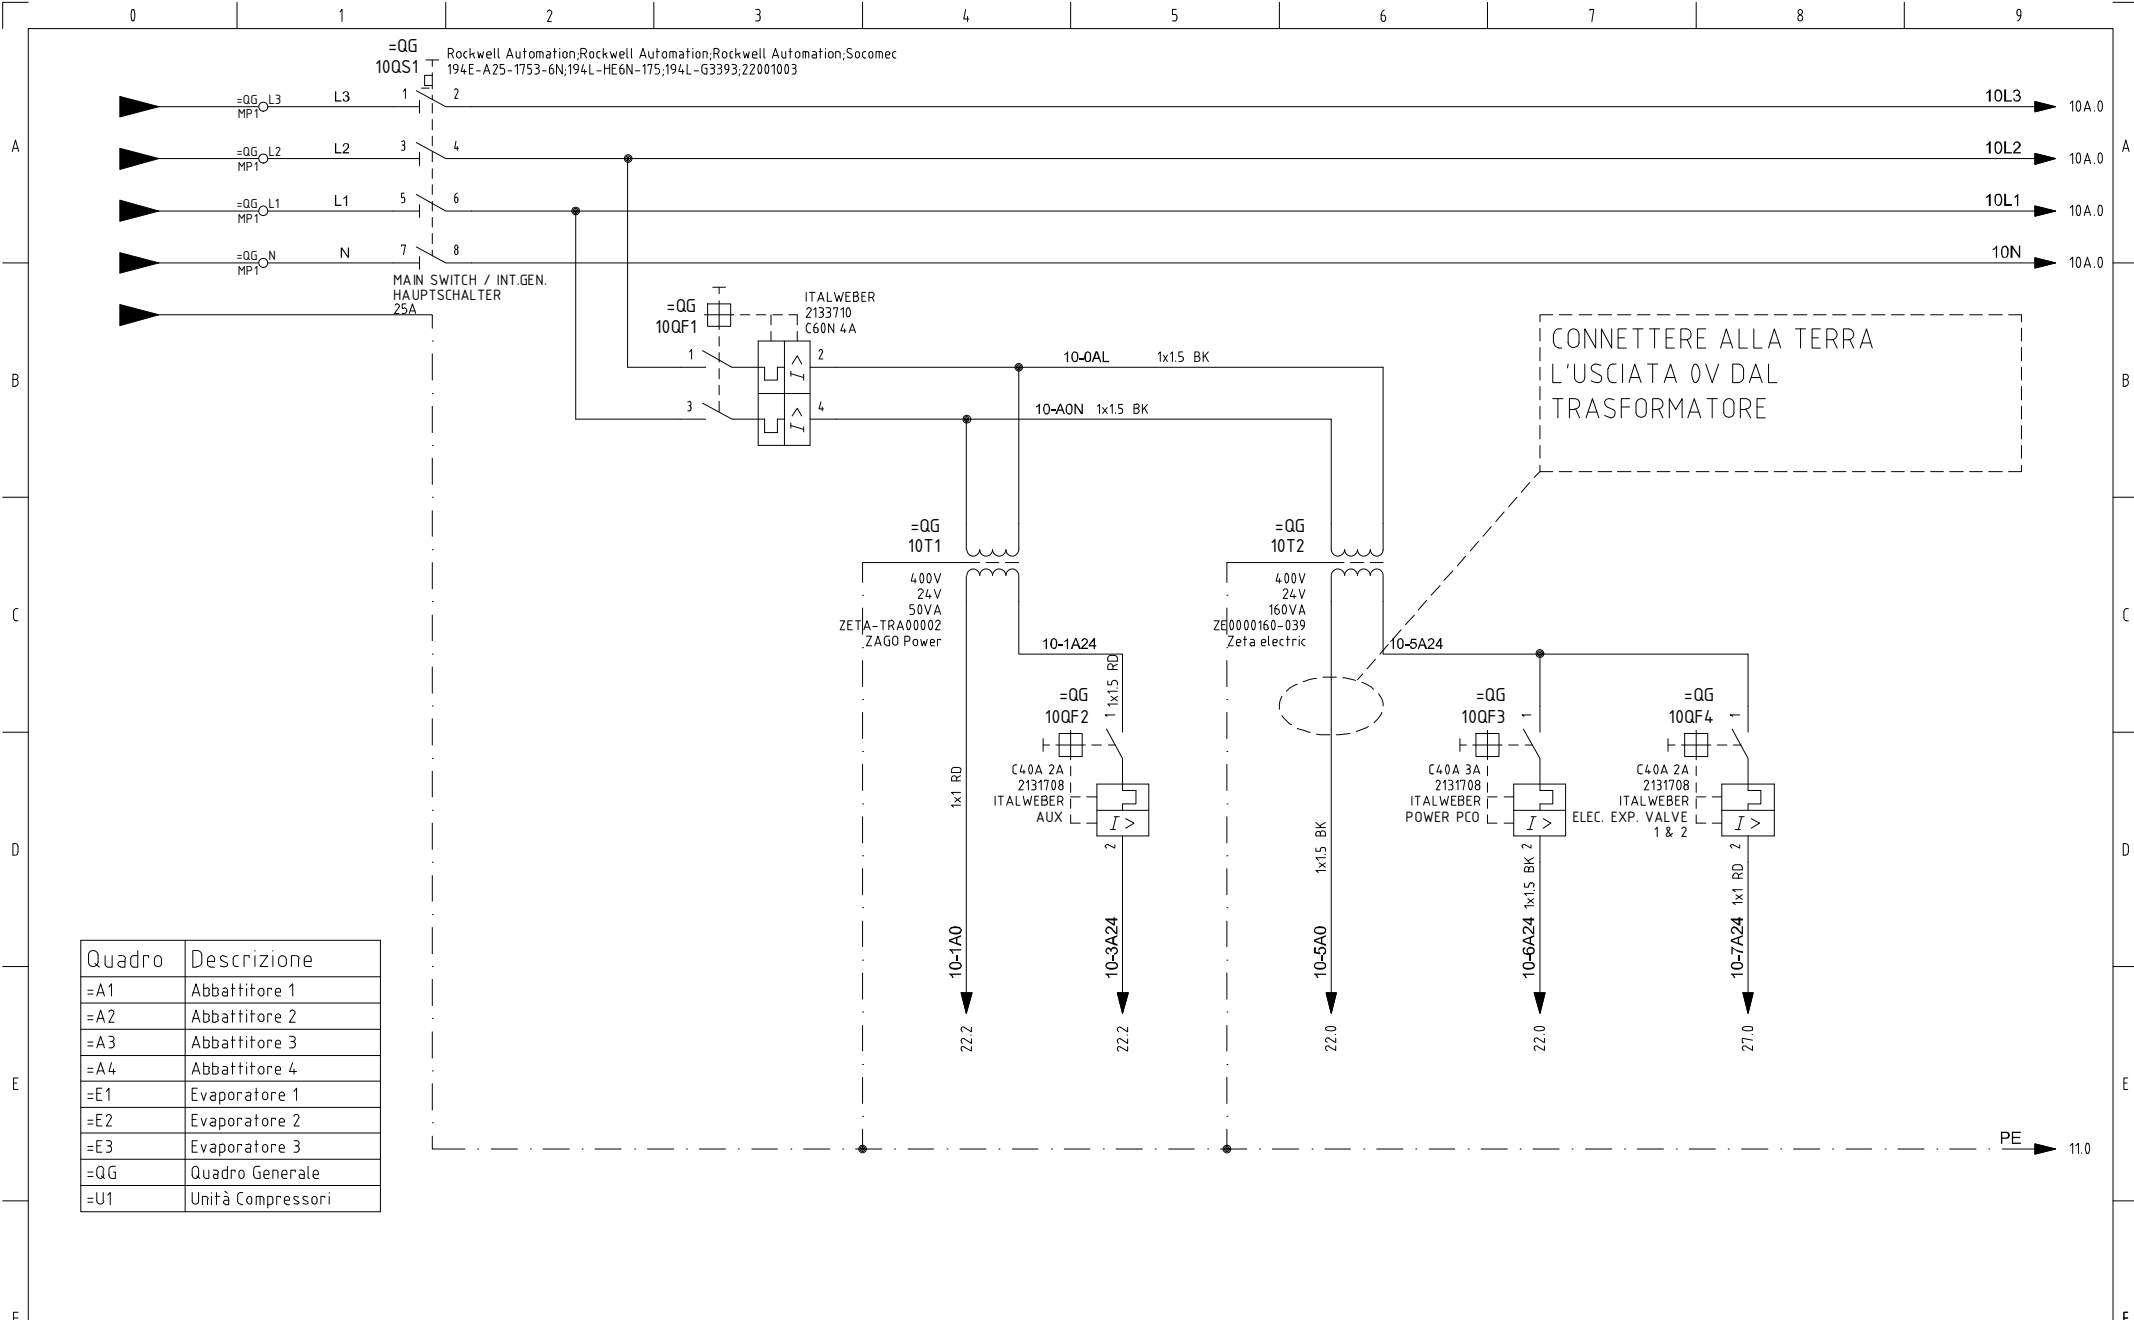 0 1 2 3 4 5 6 7 8 9
=QG
10QS1
Rockwell Automation;Rockwell Automation;Rockwell Automation;Socomec
194E-A25-1753-6N;194L-HE6N-175;194L-G3393;22001003
=QG L3
MP1
L3
1 2
10L3
10A.0
A
=QG L2
MP1
L2
3 4
10L2
10A.0
A
=QG L1
MP1
L1
5 6
10L1
10A.0
=QG N
MP1
N
7 8
10N
10A.0
MAIN SWITCH / INT.GEN.
HAUPTSCHALTER
25A
=QG
10QF1
ITALWEBER
2133710
C60N 4A
1 I > 2
10-0AL 1x1.5 BK
3 I > 4
10-A0N 1x1.5 BK
CONNETTERE ALLA TERRA
L'USCIATA 0V DAL
TRASFORMATORE
B
B
=QG
10T1
400V
24V
50VA
ZETA-TRA00002
ZAGO Power
=QG
10T2
400V
24V
160VA
ZE0000160-039
Zeta electric
C
C
10-1A24
1x1.5 RD
10-5A24
=QG
10QF2
1
C40A 2A
2131708
ITALWEBER
AUX
I >
2
=QG
10QF3
1
C40A 3A
2131708
ITALWEBER
POWER PCO
I >
2
=QG
10QF4
1
C40A 2A
2131708
ITALWEBER
ELEC. EXP. VALVE
1 & 2
I >
2
D
D
1x1 RD
10-1A0
22.2
10-3A24
22.2
1x1.5 BK
10-5A0
22.0
1x1.5 BK
10-6A24
22.0
1x1 RD
10-7A24
27.0
Quadro Descrizione
=A1 Abbattitore 1
=A2 Abbattitore 2
=A3 Abbattitore 3
=A4 Abbattitore 4
=E1 Evaporatore 1
=E2 Evaporatore 2
=E3 Evaporatore 3
=QG Quadro Generale
=U1 Unità Compressori
E
E
PE
11.0